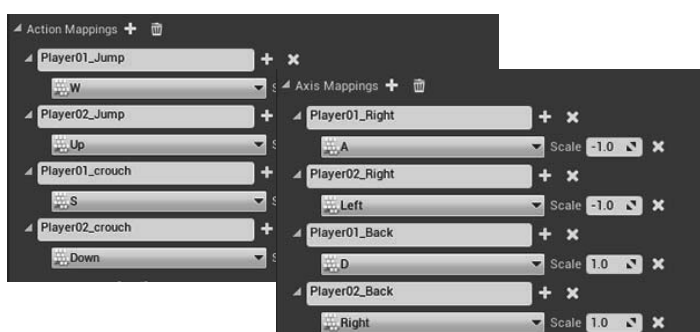 Action Mappings
Player01_Jump
W
Player02_Jump
Up
Player01_crouch
S
Player02_crouch
Down
Axis Mappings
Player01_Right
A Scale -1.0
Player02_Right
Left Scale -1.0
Player01_Back
D Scale 1.0
Player02_Back
Right Scale 1.0